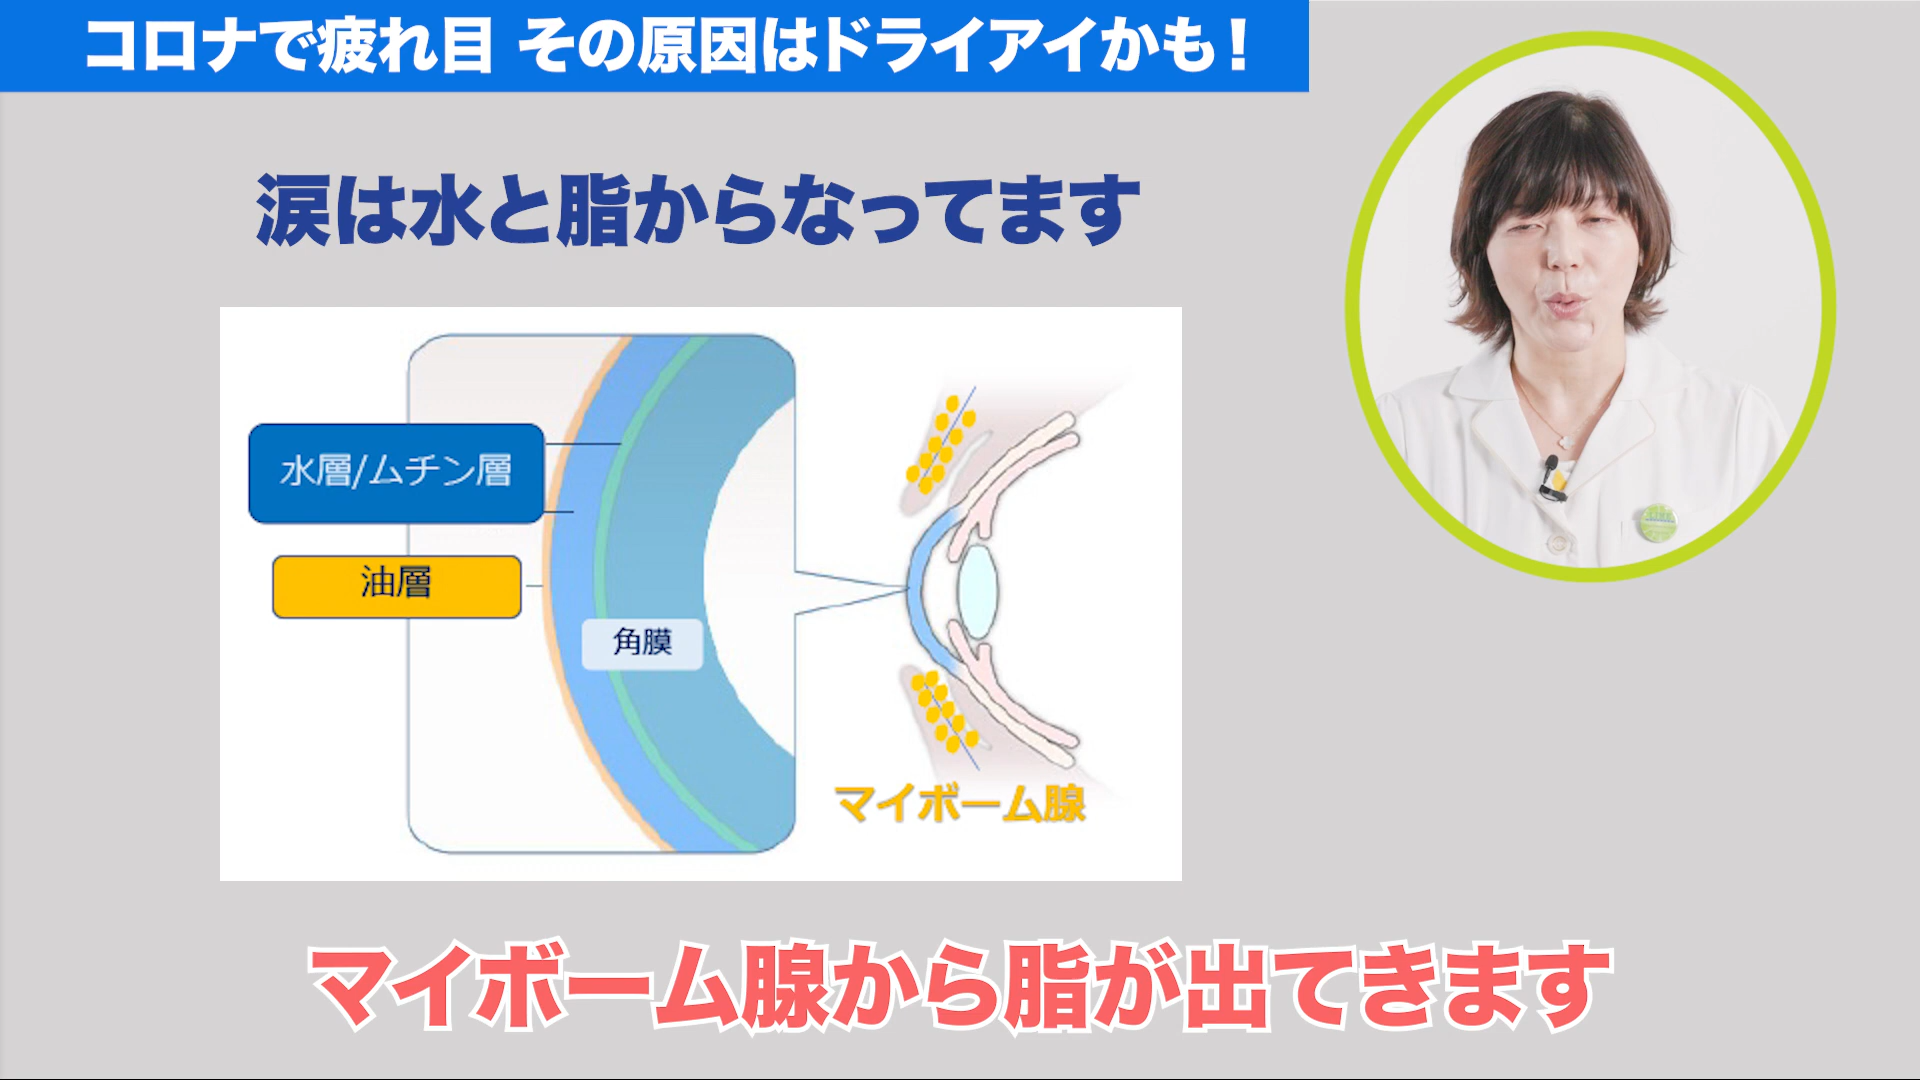 コロナで疲れ目 その原因はドライアイかも!
涙は水と脂からなってます
水層/ムチン層
油層
角膜
マイボーム腺
マイボーム腺から脂が出てきます